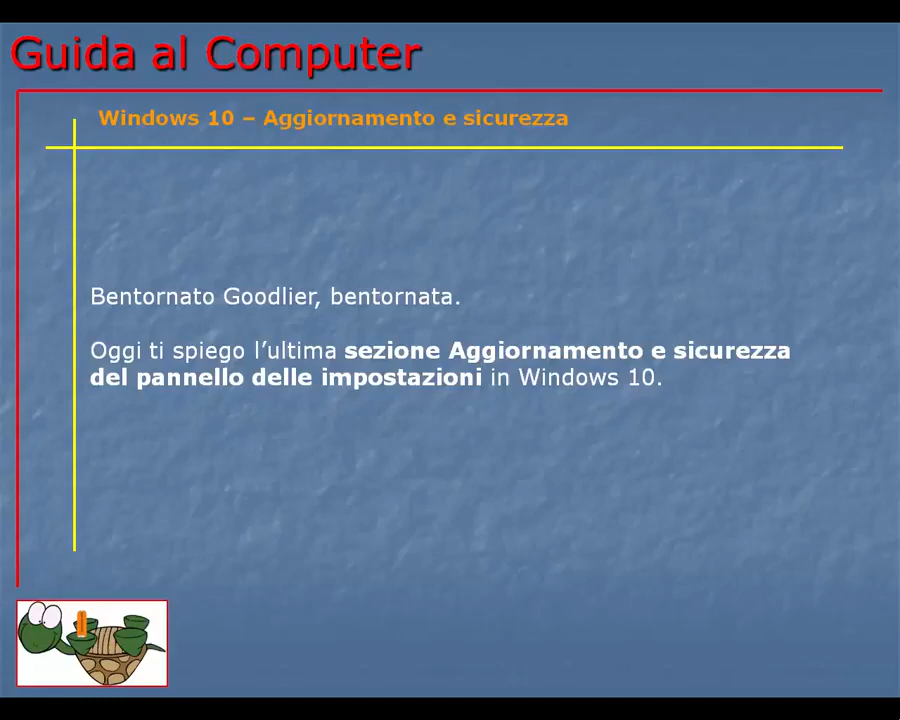 Guida al Computer
Windows 10 – Aggiornamento e sicurezza
Bentornato Goodlier, bentornata.
Oggi ti spiego l’ultima sezione Aggiornamento e sicurezza
del pannello delle impostazioni in Windows 10.